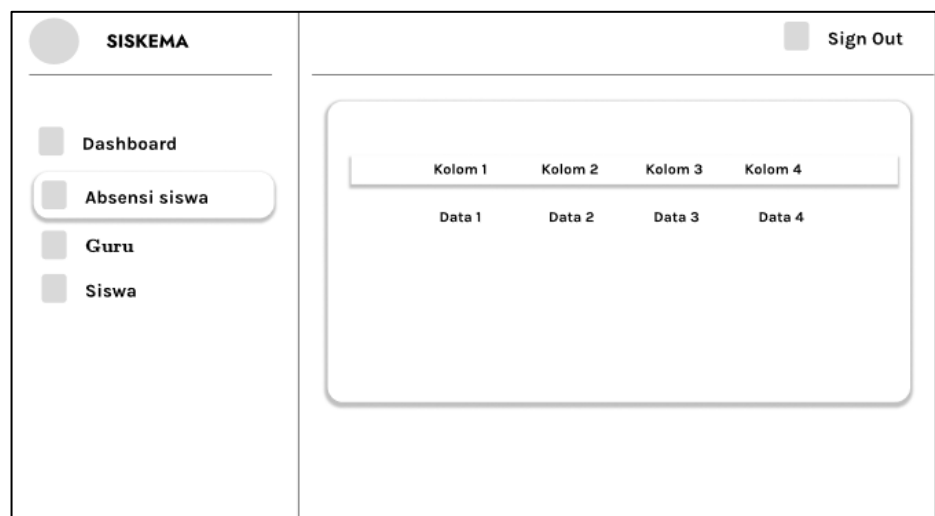 SISKEMA
Sign Out
Dashboard
Absensi siswa
Guru
Siswa
Kolom 1 Kolom 2 Kolom 3 Kolom 4
Data 1 Data 2 Data 3 Data 4